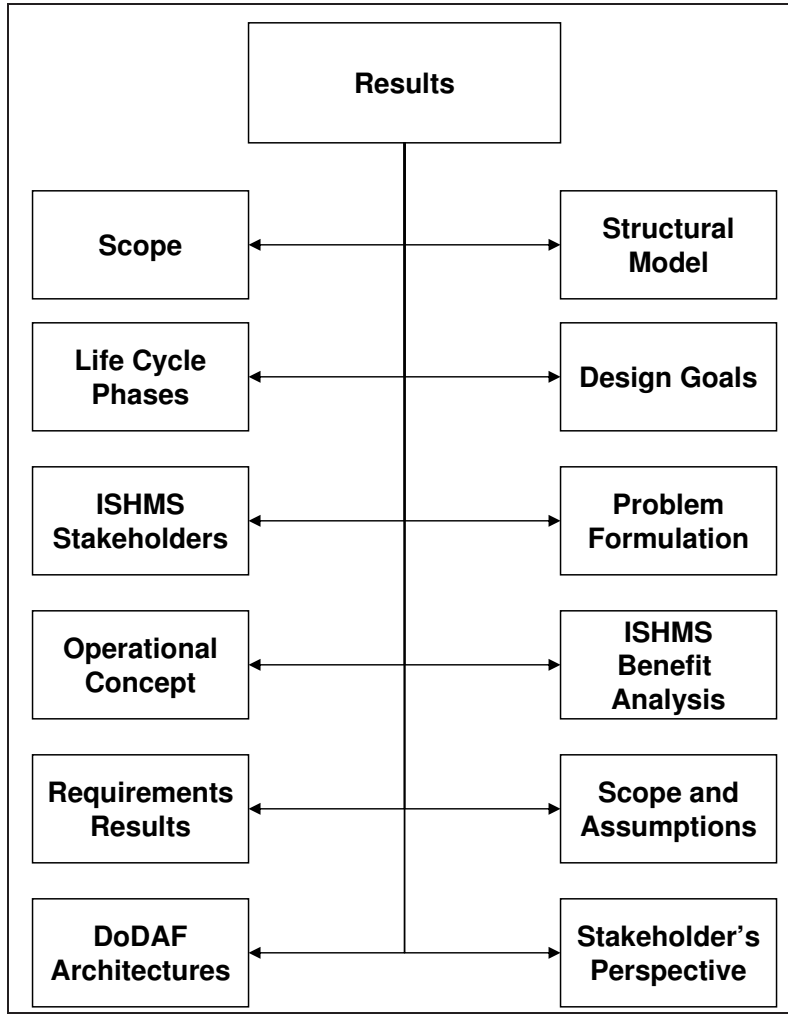 Results
Scope
Structural
Model
Life Cycle
Phases
Design Goals
ISHMS
Stakeholders
Problem
Formulation
Operational
Concept
ISHMS
Benefit
Analysis
Requirements
Results
Scope and
Assumptions
DoDAF
Architectures
Stakeholder’s
Perspective